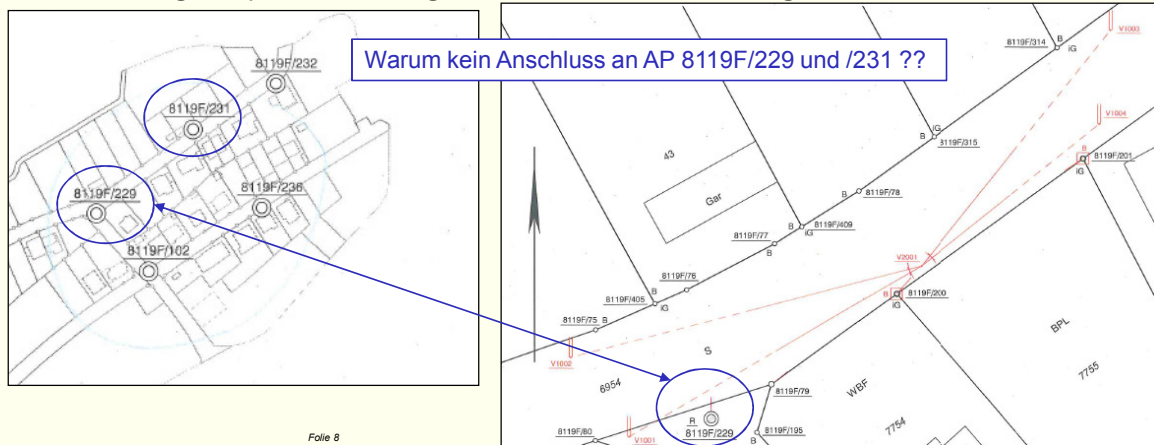 Warum kein Anschluss an AP 8119F/229 und /231 ??
8119F/232
8119F/231
8119F/229
8119F/236
8119F/102
8119F/314
B
iG
V1003
V1004
iG
B
8119F/315
B
8119F/201
iG
43
Gar
B
8119F/78
B
8119F/409
iG
8119F/77
B
V2001
8119F/76
B
8119F/405
iG
B
8119F/200
iG
8119F/75
B
V1002
S
BPL
6954
WBF
7755
8119F/79
R
8119F/229
7754
8119F/80
V1001
8119F/195
B
Folie 8